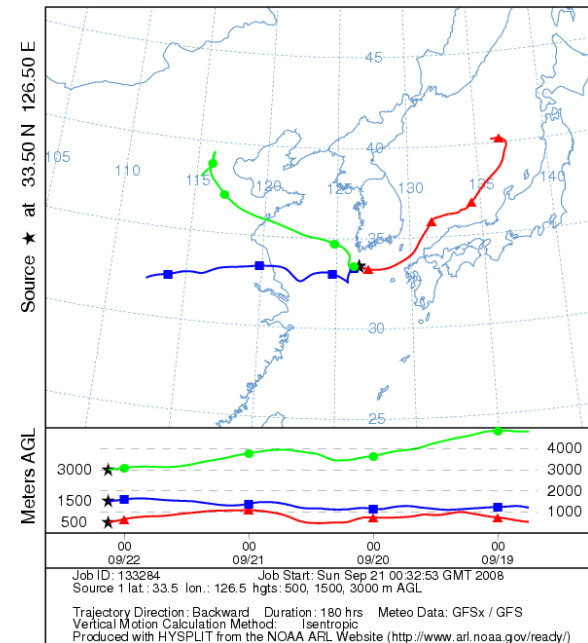 Source ★ at 33.50 N 126.50 E
45
105
110
115
120
125
130
135
140
40
35
30
25
Meters AGL
3000
1500
500
4000
3000
2000
1000
00 00 00 00
09/22 09/21 09/20 09/19
Job ID: 133284 Job Start: Sun Sep 21 00:32:53 GMT 2008
Source 1 lat.: 33.5 lon.: 126.5 hgts: 500, 1500, 3000 m AGL
Trajectory Direction: Backward Duration: 180 hrs Meteo Data: GFSx / GFS
Vertical Motion Calculation Method: Isentropic
Produced with HYSPLIT from the NOAA ARL Website (http://www.arl.noaa.gov/ready/)